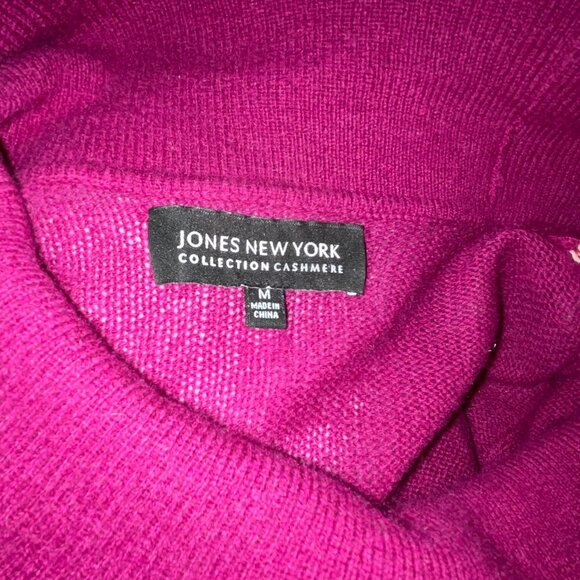 JONES NEW YORK
COLLECTION CASHMERE
M
MADE IN
CHINA